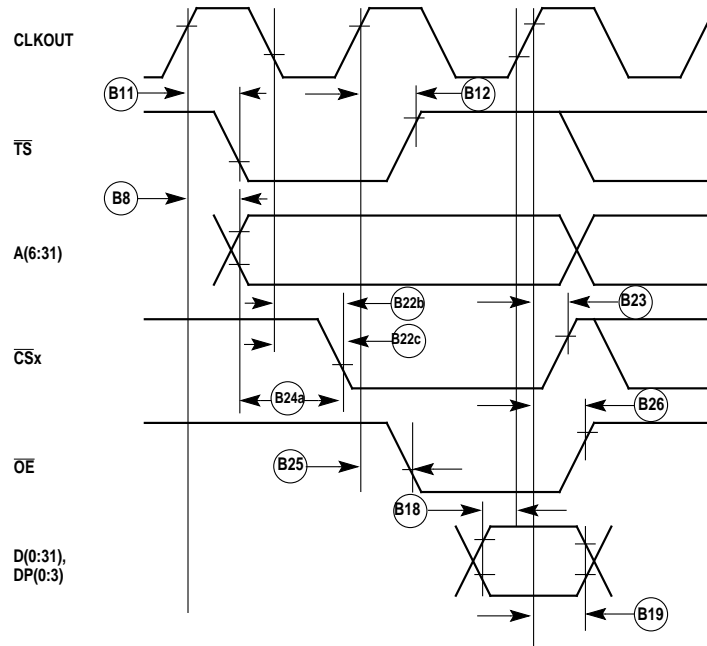 CLKOUT
B11
B12
TS
B8
A(6:31)
B22b
B23
CSx
B22c
B24a
B26
OE
B25
B18
D(0:31),
DP(0:3)
B19